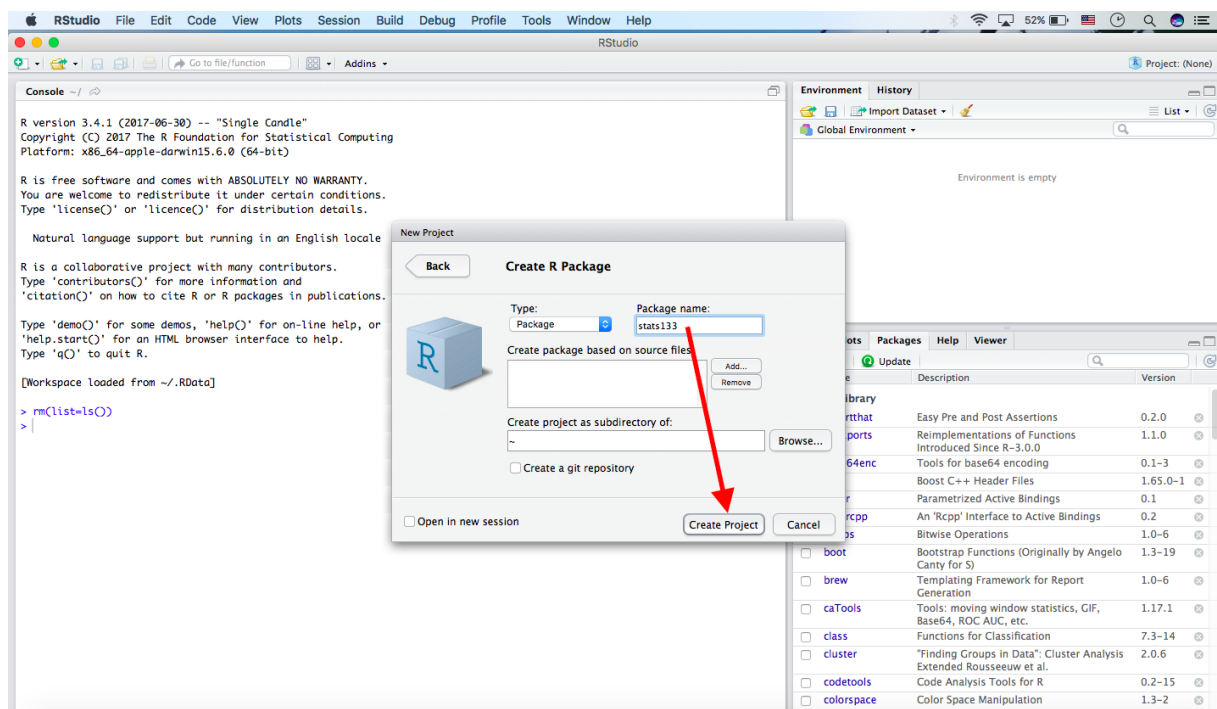 RStudio File Edit Code View Plots Session Build Debug Profile Tools Window Help 52%
RStudio
Go to file/function Addins Project: (None)
Console ~/
R version 3.4.1 (2017-06-30) -- "Single Candle"
Copyright (C) 2017 The R Foundation for Statistical Computing
Platform: x86_64-apple-darwin15.6.0 (64-bit)
R is free software and comes with ABSOLUTELY NO WARRANTY.
You are welcome to redistribute it under certain conditions.
Type 'license()' or 'licence()' for distribution details.
Natural language support but running in an English locale
R is a collaborative project with many contributors.
Type 'contributors()' for more information and
'citation()' on how to cite R or R packages in publications.
Type 'demo()' for some demos, 'help()' for on-line help, or
'help.start()' for an HTML browser interface to help.
Type 'q()' to quit R.
[Workspace loaded from ~/.RData]
> rm(list=ls())
>
New Project
Back Create R Package
Type: Package name:
Package stats133
R
Create package based on source files
Add...
Remove
Create project as subdirectory of:
~ Browse...
Create a git repository
Open in new session Create Project Cancel
Environment History
Import Dataset List
Global Environment
Environment is empty
ots Packages Help Viewer
Update
e Description Version
ibrary
rtthat Easy Pre and Post Assertions 0.2.0
ports Reimplementations of Functions 1.1.0
Introduced Since R-3.0.0
64enc Tools for base64 encoding 0.1-3
Boost C++ Header Files 1.65.0-1
r Parametrized Active Bindings 0.1
rcpp An 'Rcpp' Interface to Active Bindings 0.2
ps Bitwise Operations 1.0-6
boot Bootstrap Functions (Originally by Angelo 1.3-19
Canty for S)
brew Templating Framework for Report 1.0-6
Generation
caTools Tools: moving window statistics, GIF, 1.17.1
Base64, ROC AUC, etc.
class Functions for Classification 7.3-14
cluster "Finding Groups in Data": Cluster Analysis 2.0.6
Extended Rousseeuw et al.
codetools Code Analysis Tools for R 0.2-15
colorspace Color Space Manipulation 1.3-2